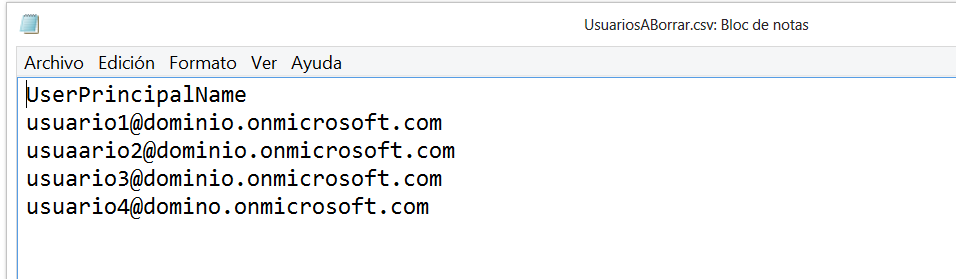 UsuariosABorrar.csv: Bloc de notas
Archivo Edición Formato Ver Ayuda
UserPrincipalName
usuario1@dominio.onmicrosoft.com
usuaario2@dominio.onmicrosoft.com
usuario3@dominio.onmicrosoft.com
usuario4@domino.onmicrosoft.com